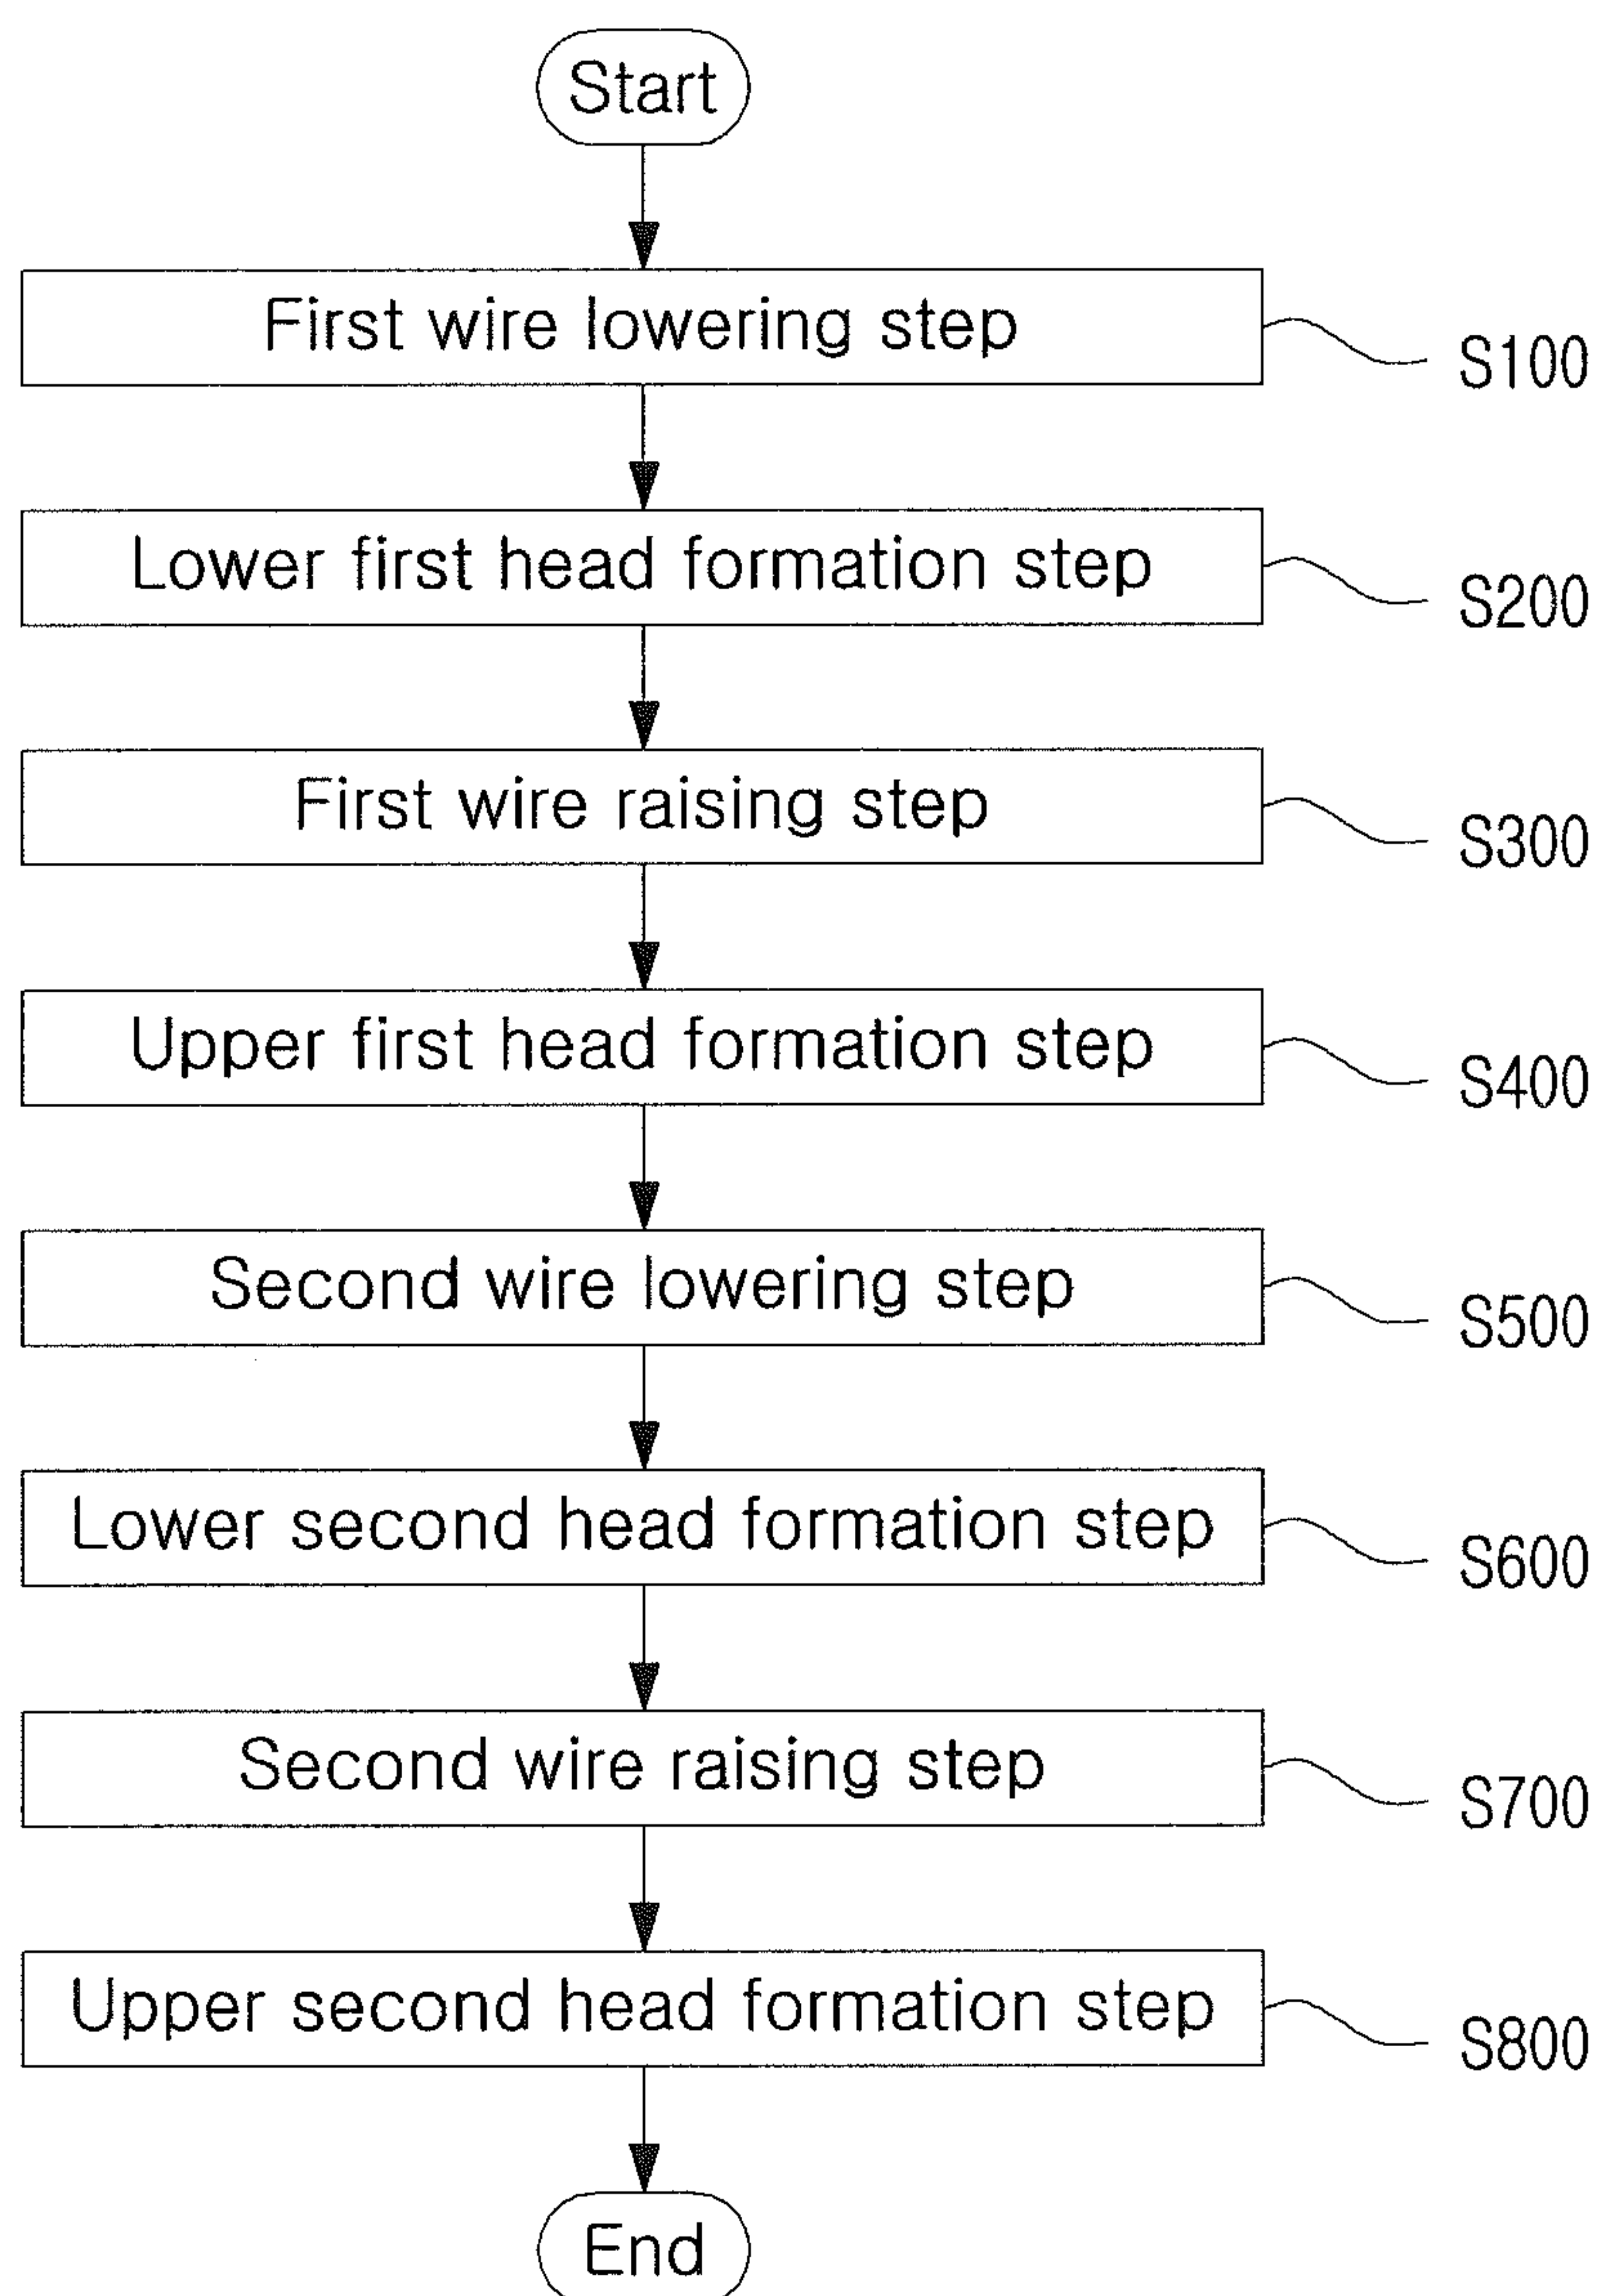 Start
First wire lowering step
S100
Lower first head formation step
S200
First wire raising step
S300
Upper first head formation step
S400
Second wire lowering step
S500
Lower second head formation step
S600
Second wire raising step
S700
Upper second head formation step
S800
End